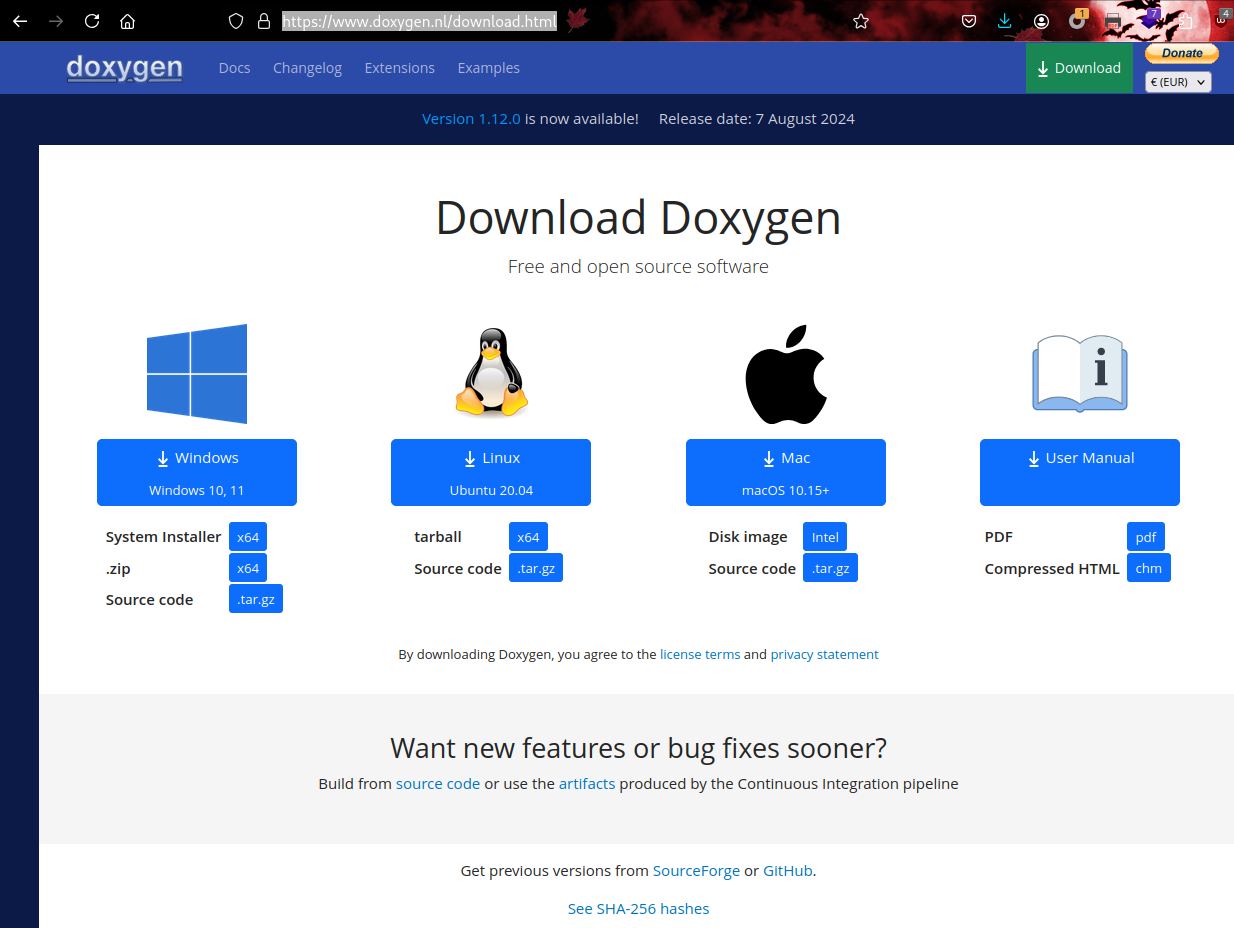 https://www.doxygen.nl/download.html
1
7
4
doxygen
Docs
Changelog
Extensions
Examples
Download
Donate
€ (EUR)
Version 1.12.0 is now available! Release date: 7 August 2024
Download Doxygen
Free and open source software
Windows
Windows 10, 11
Linux
Ubuntu 20.04
Mac
macOS 10.15+
i
User Manual
System Installer x64
.zip x64
Source code .tar.gz
tarball x64
Source code .tar.gz
Disk image Intel
Source code .tar.gz
PDF pdf
Compressed HTML chm
By downloading Doxygen, you agree to the license terms and privacy statement
Want new features or bug fixes sooner?
Build from source code or use the artifacts produced by the Continuous Integration pipeline
Get previous versions from SourceForge or GitHub.
See SHA-256 hashes